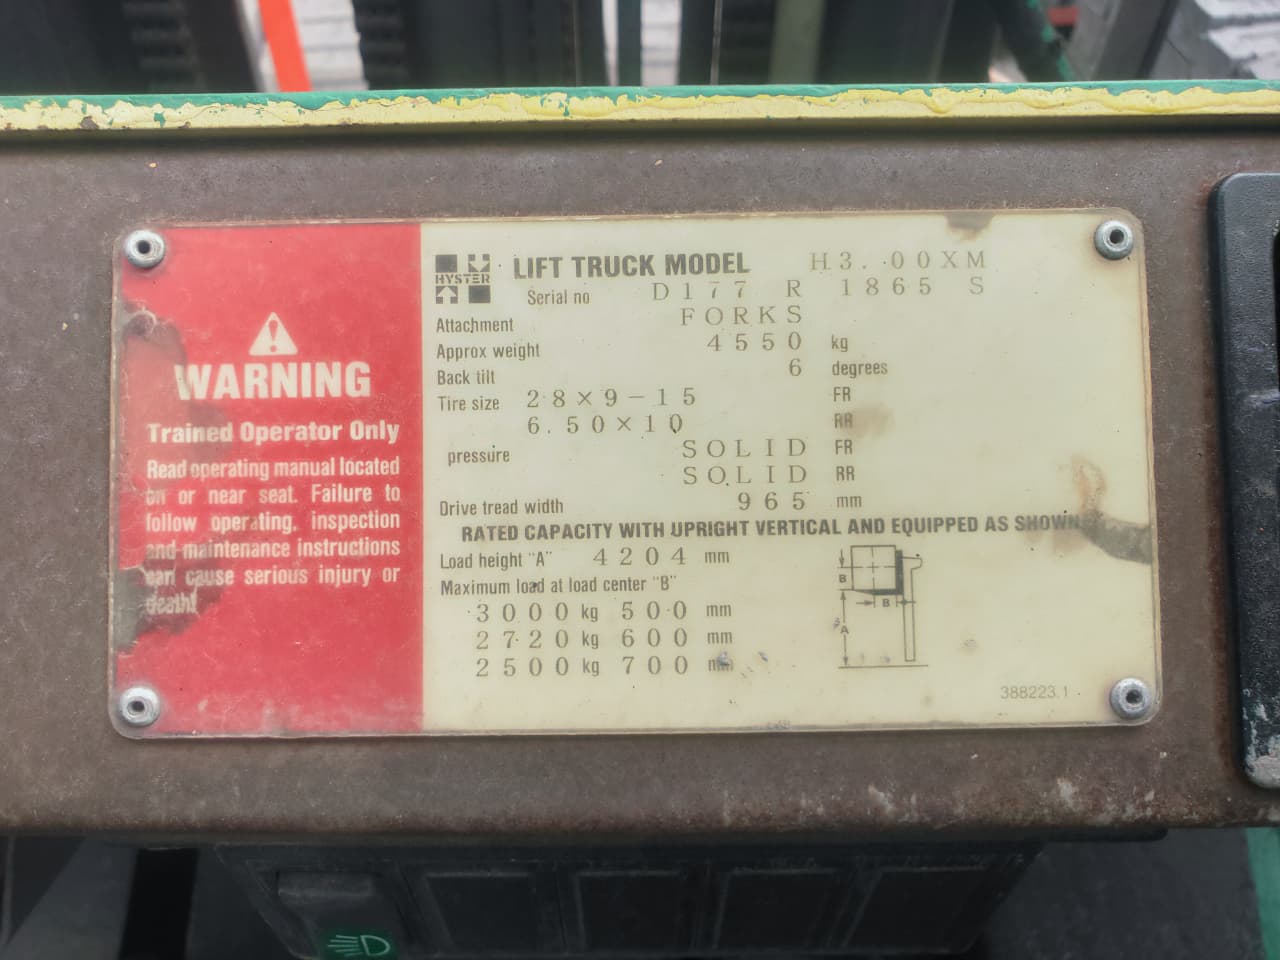 WARNING
Trained Operator Only
Read operating manual located
on or near seat. Failure to
follow operating, inspection
and maintenance instructions
can cause serious injury or
death!
HYSTER
LIFT TRUCK MODEL H3.00XM
Serial no D177 R 1865 S
Attachment FORKS
Approx weight 4550 kg
Back tilt 6 degrees
Tire size 28×9-15 FR
6.50×10 RR
pressure SOLID FR
SOLID RR
Drive tread width 965 mm
RATED CAPACITY WITH UPRIGHT VERTICAL AND EQUIPPED AS SHOWN
Load height "A" 4204 mm
Maximum load at load center "B"
3000 kg 500 mm
2720 kg 600 mm
2500 kg 700 mm
B
B
A
388223.1